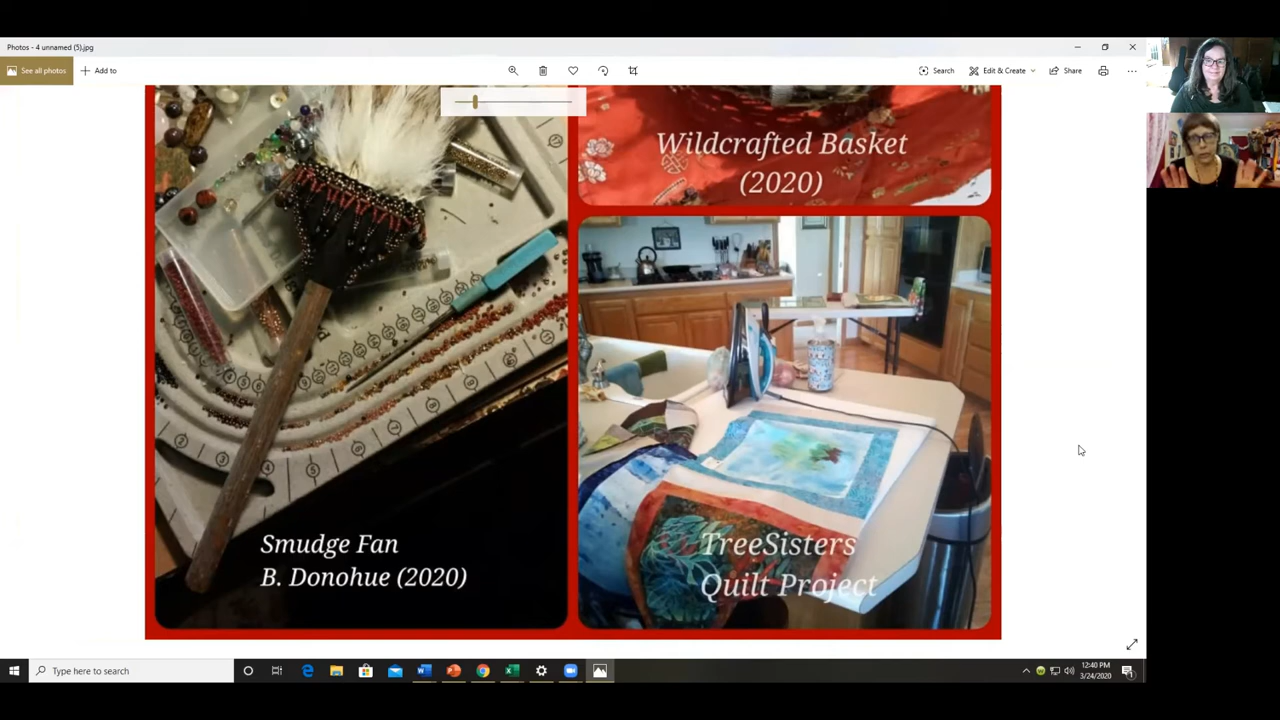 Photos - 4 unnamed (5).jpg
See all photos
Add to
Search
Edit & Create
Share
Wildcrafted Basket
(2020)
Smudge Fan
B. Donohue (2020)
TreeSisters
Quilt Project
Type here to search
12:40 PM
3/24/2020